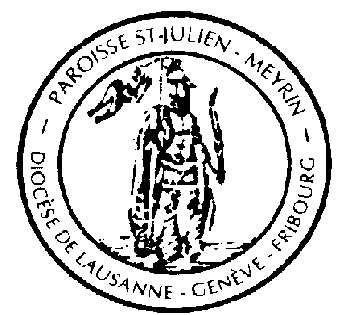 PAROISSE ST-JULIEN - MEYRIN
DIOCÈSE DE LAUSANNE - GENÈVE - FRIBOURG